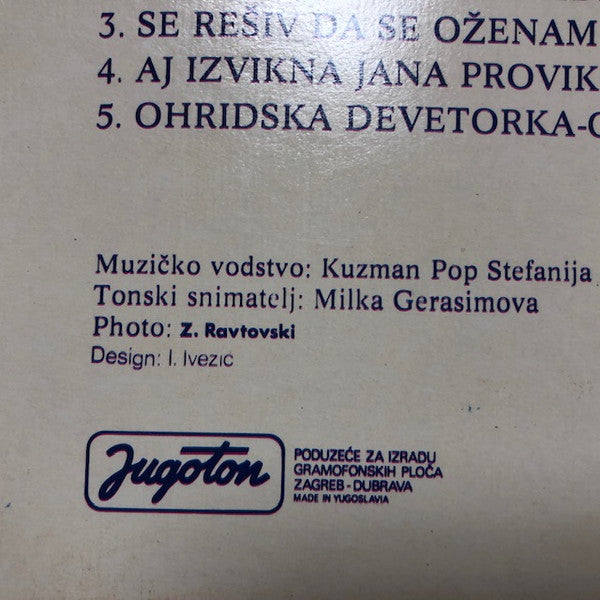 3. SE REŠIV DA SE OŽENAM
4. AJ IZVIKNA JANA PROVIK
5. OHRIDSKA DEVETORKA-O
Muzičko vodstvo: Kuzman Pop Stefanija
Tonski snimatelj: Milka Gerasimova
Photo: Z. Ravtovski
Design: I. Ivezić
Jugoton
PODUZEĆE ZA IZRADU
GRAMOFONSKIH PLOČA
ZAGREB - DUBRAVA
MADE IN YUGOSLAVIA